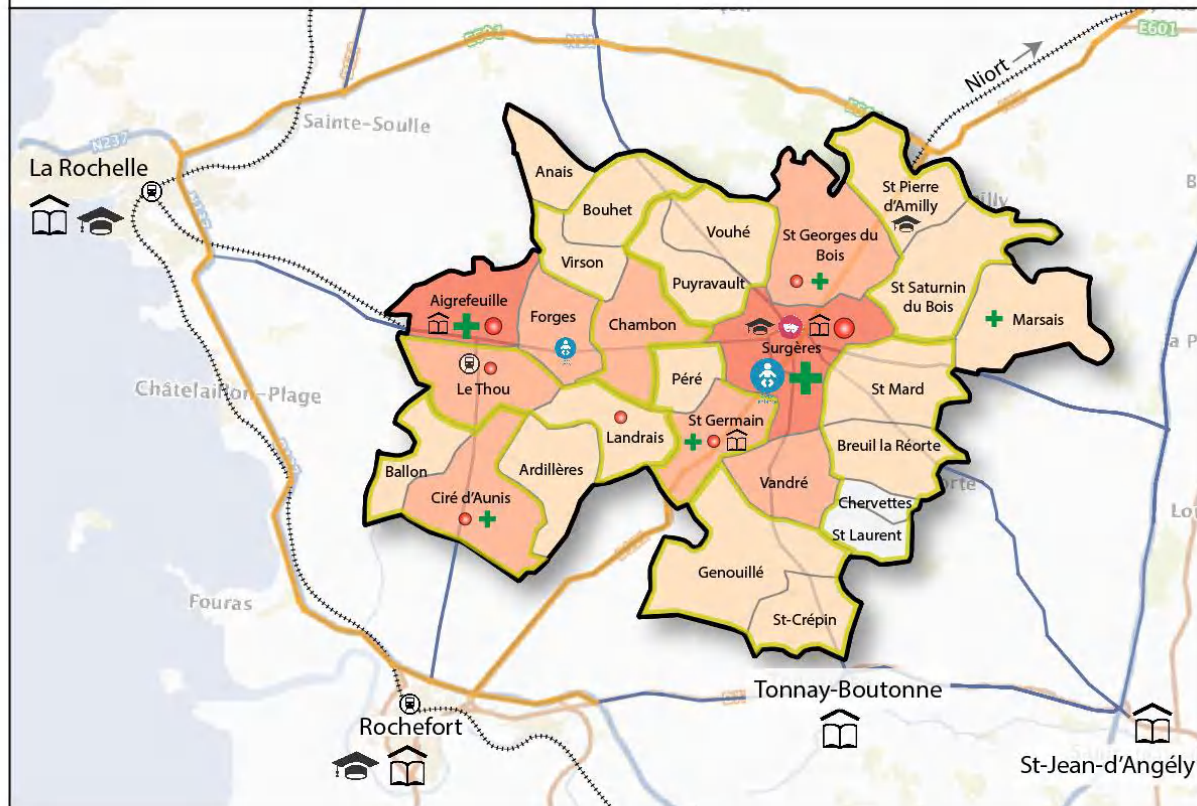 E601
Niort
Sainte-Soulle
N237
La Rochelle
Anais
St Pierre
d'Amilly
illy
Bouhet
Vouhé
St Georges du
Bois
Virson
Puyravault
St Saturnin
du Bois
Aigrefeuille
Forges
Chambon
Marsais
Surgères
Le Thou
Péré
St Mard
Châtelaillon-Plage
Landrais
St Germain
Breuil la Réorte
Ballon
Ardillères
Vandré
Chervettes
Ciré d'Aunis
St Laurent
Genouillé
Fouras
St-Crépin
Tonnay-Boutonne
Rochefort
St-Jean-d'Angély